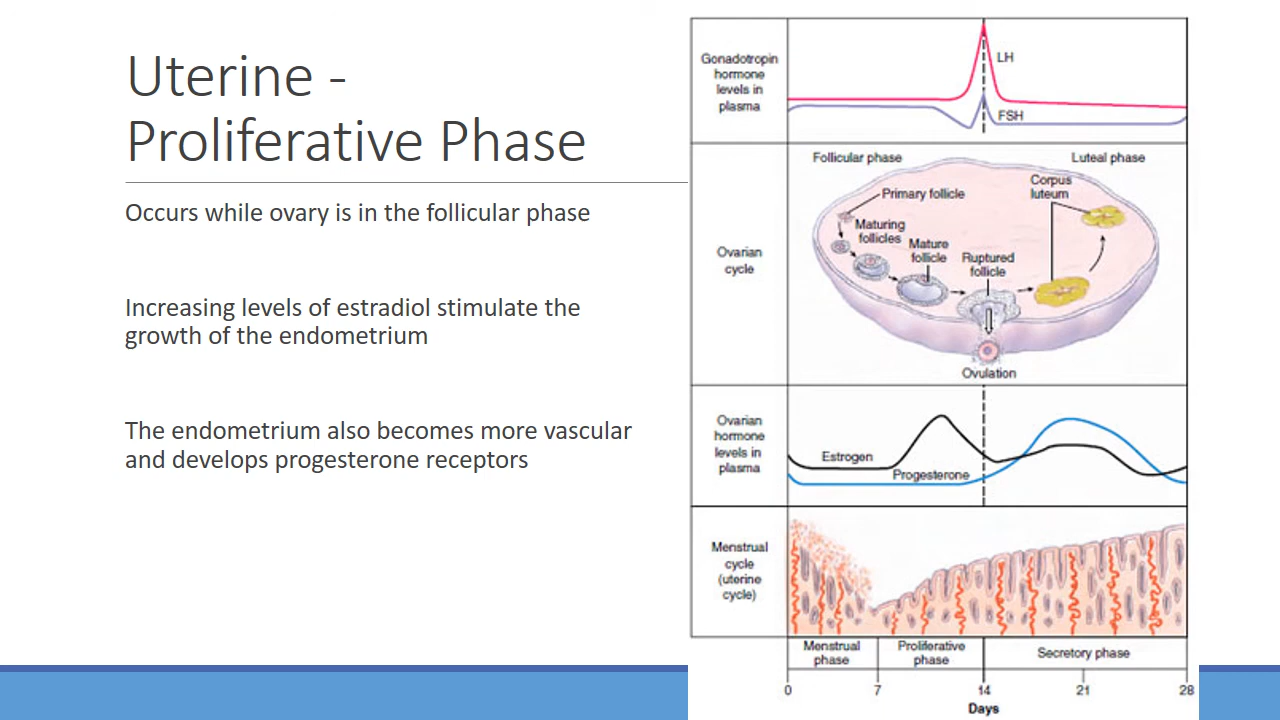 Uterine -
Proliferative Phase
Occurs while ovary is in the follicular phase
Increasing levels of estradiol stimulate the
growth of the endometrium
The endometrium also becomes more vascular
and develops progesterone receptors
Gonadotropin
hormone
levels in
plasma
LH
FSH
Ovarian
cycle
Follicular phase
Luteal phase
Primary follicle
Corpus
luteum
Maturing
follicles
Mature
follicle
Ruptured
follicle
Ovulation
Ovarian
hormone
levels in
plasma
Estrogen
Progesterone
Menstrual
cycle
(uterine
cycle)
Menstrual
phase
Proliferative
phase
Secretory phase
0 7 14 21 28
Days